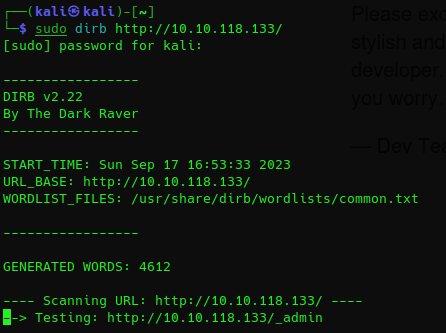 ┌──(kali㉿kali)-[~]
└─$ sudo dirb http://10.10.118.133/
[sudo] password for kali:
-----------------
DIRB v2.22
By The Dark Raver
-----------------
START_TIME: Sun Sep 17 16:53:33 2023
URL_BASE: http://10.10.118.133/
WORDLIST_FILES: /usr/share/dirb/wordlists/common.txt
-----------------
GENERATED WORDS: 4612
---- Scanning URL: http://10.10.118.133/ ----
--> Testing: http://10.10.118.133/_admin
Please
stylish and
developer.
you worry.
— Dev